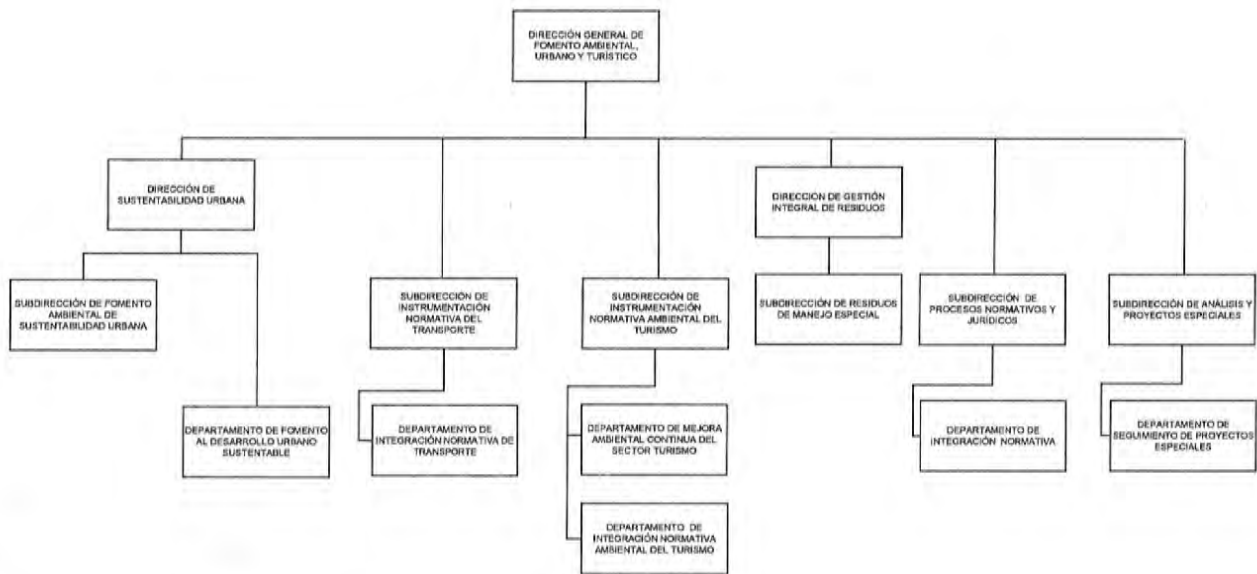 DIRECCIÓN GENERAL DE
FOMENTO AMBIENTAL,
URBANO Y TURÍSTICO
DIRECCIÓN DE
SUSTENTABILIDAD URBANA
DIRECCIÓN DE GESTIÓN
INTEGRAL DE RESIDUOS
SUBDIRECCIÓN DE FOMENTO
AMBIENTAL DE
SUSTENTABILIDAD URBANA
SUBDIRECCIÓN DE
INSTRUMENTACIÓN
NORMATIVA DEL
TRANSPORTE
SUBDIRECCIÓN DE
INSTRUMENTACIÓN
NORMATIVA AMBIENTAL DEL
TURISMO
SUBDIRECCIÓN DE RESIDUOS
DE MANEJO ESPECIAL
SUBDIRECCIÓN DE
PROCESOS NORMATIVOS Y
JURÍDICOS
SUBDIRECCIÓN DE ANÁLISIS Y
PROYECTOS ESPECIALES
DEPARTAMENTO DE FOMENTO
AL DESARROLLO URBANO
SUSTENTABLE
DEPARTAMENTO DE
INTEGRACIÓN NORMATIVA DE
TRANSPORTE
DEPARTAMENTO DE MEJORA
AMBIENTAL CONTINUA DEL
SECTOR TURISMO
DEPARTAMENTO DE
INTEGRACIÓN NORMATIVA
DEPARTAMENTO DE
SEGUIMIENTO DE PROYECTOS
ESPECIALES
DEPARTAMENTO DE
INTEGRACIÓN NORMATIVA
AMBIENTAL DEL TURISMO